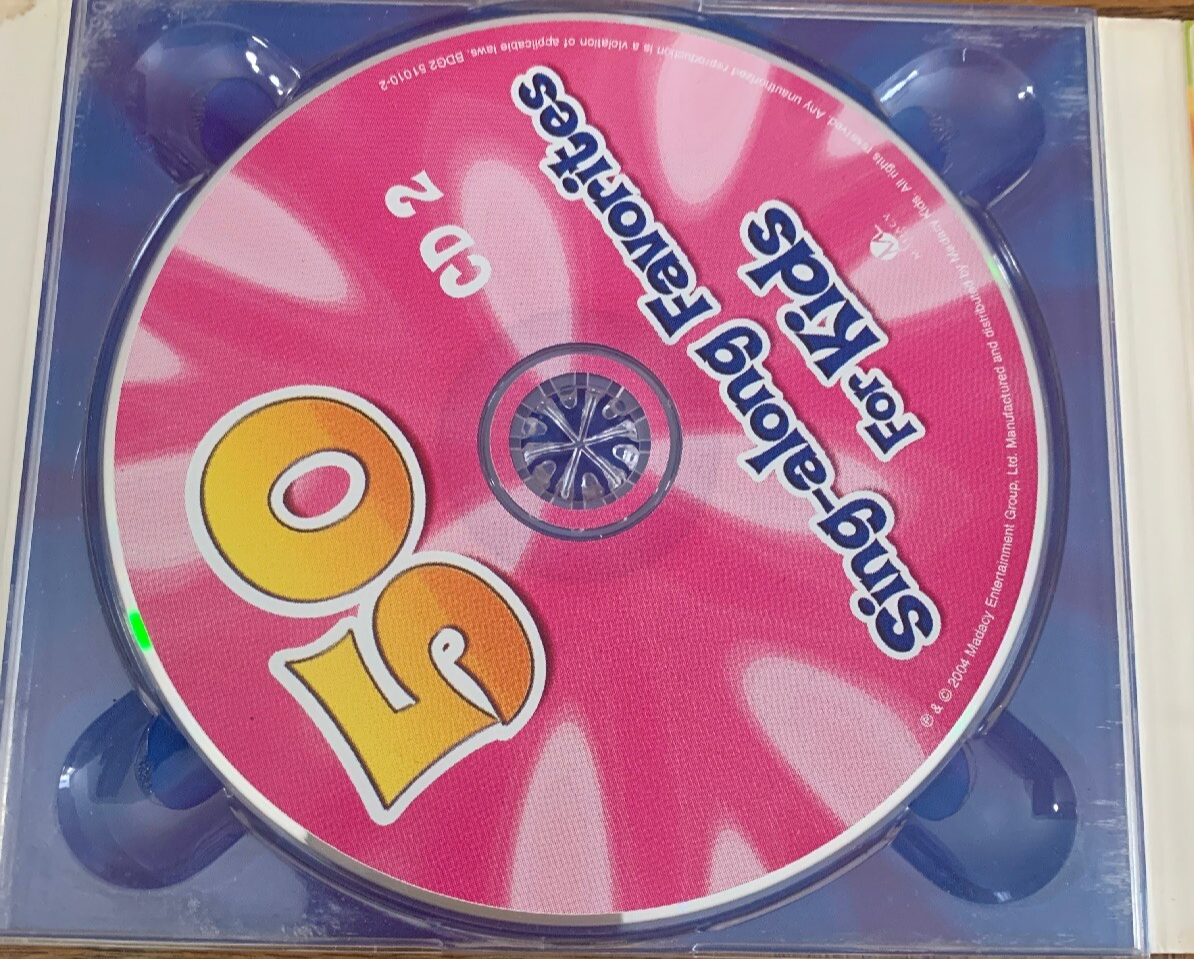 50
CD 2
Sing-along Favorites
For Kids
MADACY
℗ & © 2004 Madacy Entertainment Group, Ltd. Manufactured and distributed by Madacy Kids. All rights reserved. Any unauthorized reproduction is a violation of applicable laws. BDG2 51010-2